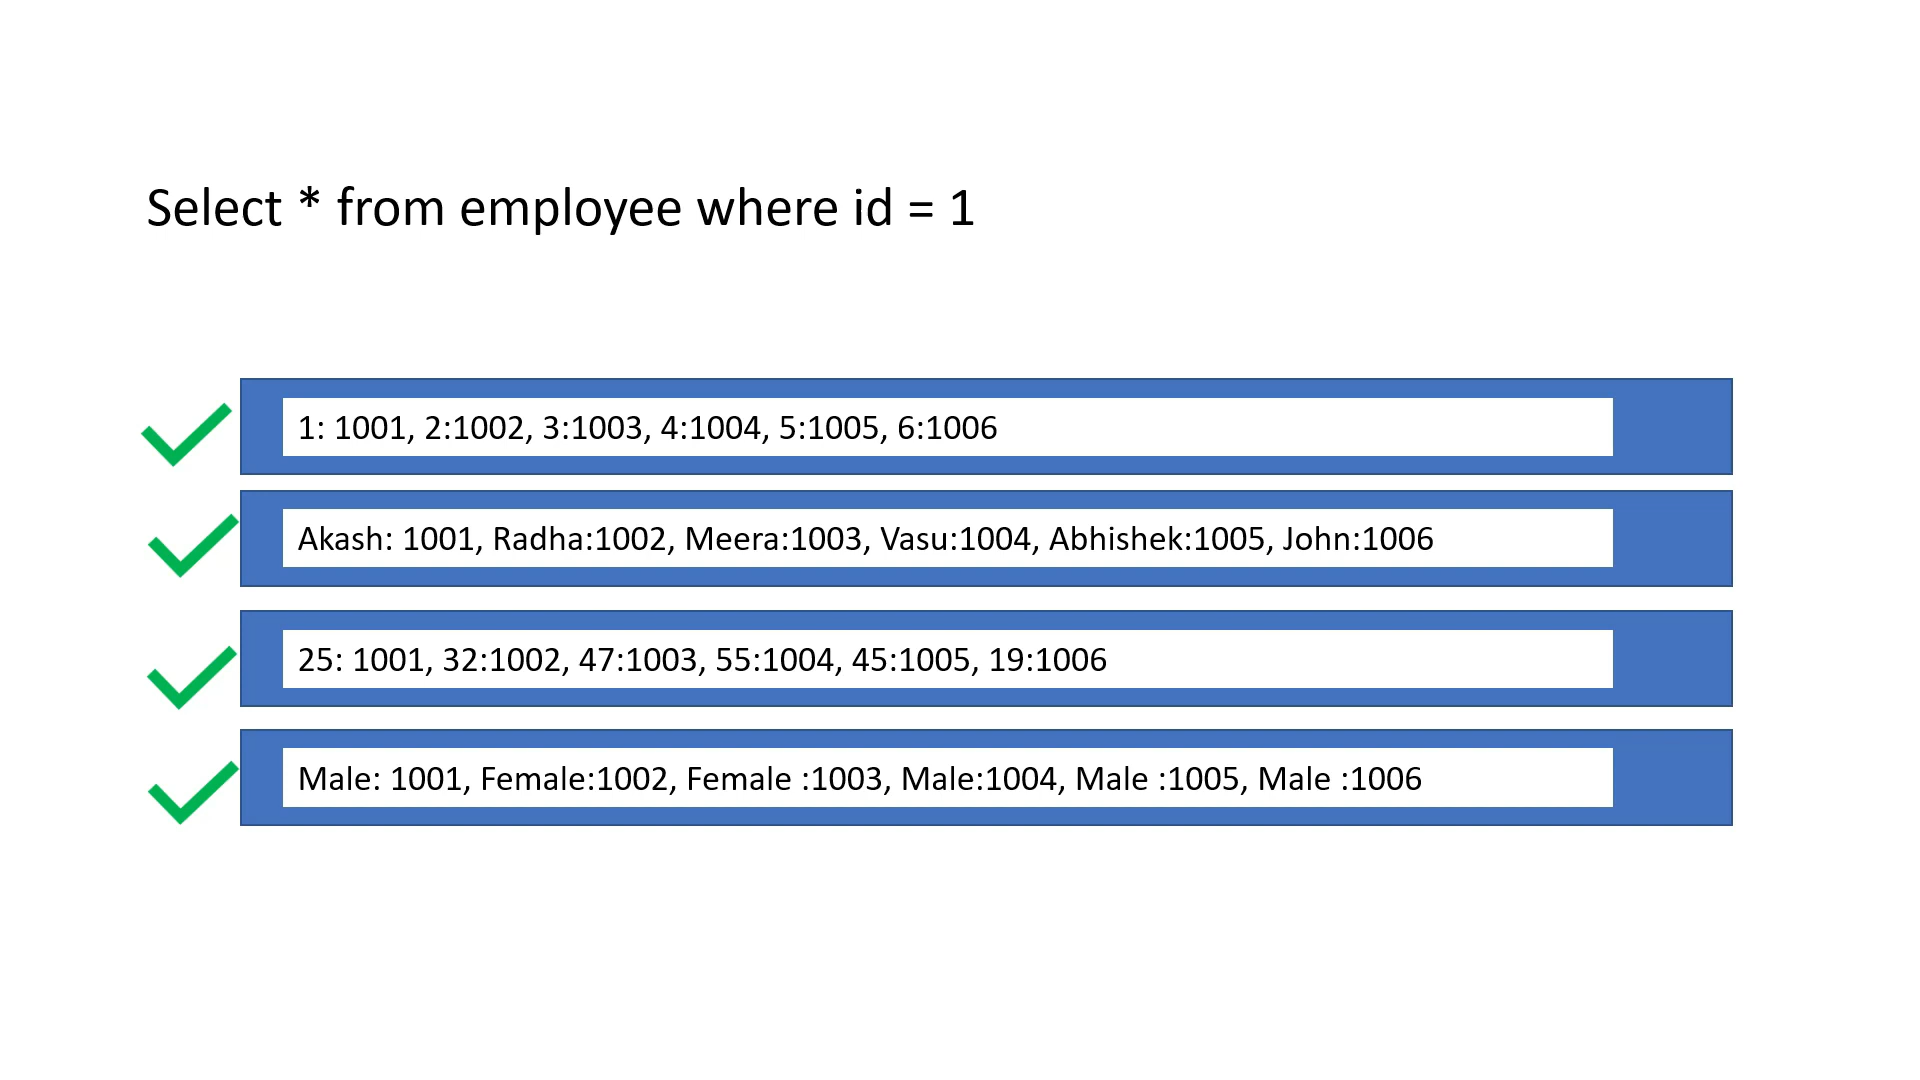 Select * from employee where id = 1
1: 1001, 2:1002, 3:1003, 4:1004, 5:1005, 6:1006
Akash: 1001, Radha:1002, Meera:1003, Vasu:1004, Abhishek:1005, John:1006
25: 1001, 32:1002, 47:1003, 55:1004, 45:1005, 19:1006
Male: 1001, Female:1002, Female :1003, Male:1004, Male :1005, Male :1006